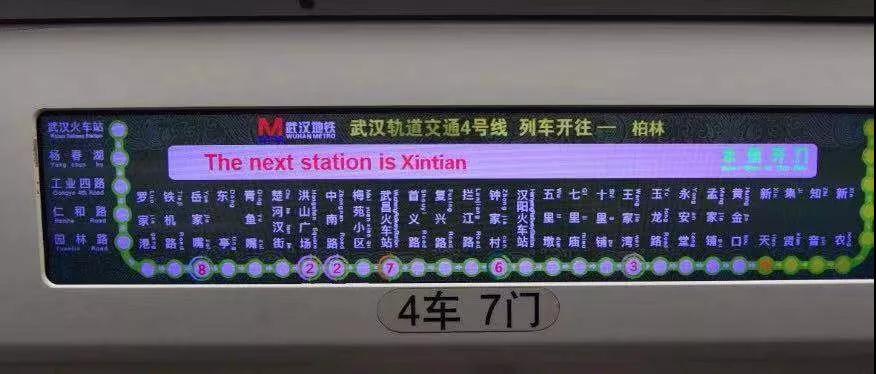 武汉火车站
杨春湖
工业四路
仁和路
园林路
M 武汉地铁
WUHAN METRO
武汉轨道交通4号线 列车开往一 柏林
The next station is Xintian
本侧开门
罗家港
铁机路
岳家嘴
东亭
青鱼嘴
楚河汉街
洪山广场
中南路
梅苑小区
武昌火车站
首义路
复兴路
拦江路
钟家村
汉阳火车站
五里墩
七里庙
十里铺
王家湾
玉龙路
永安堂
孟家铺
黄金口
新天
集贤
知音
新农
8 2 2 7 6 3
4车 7门